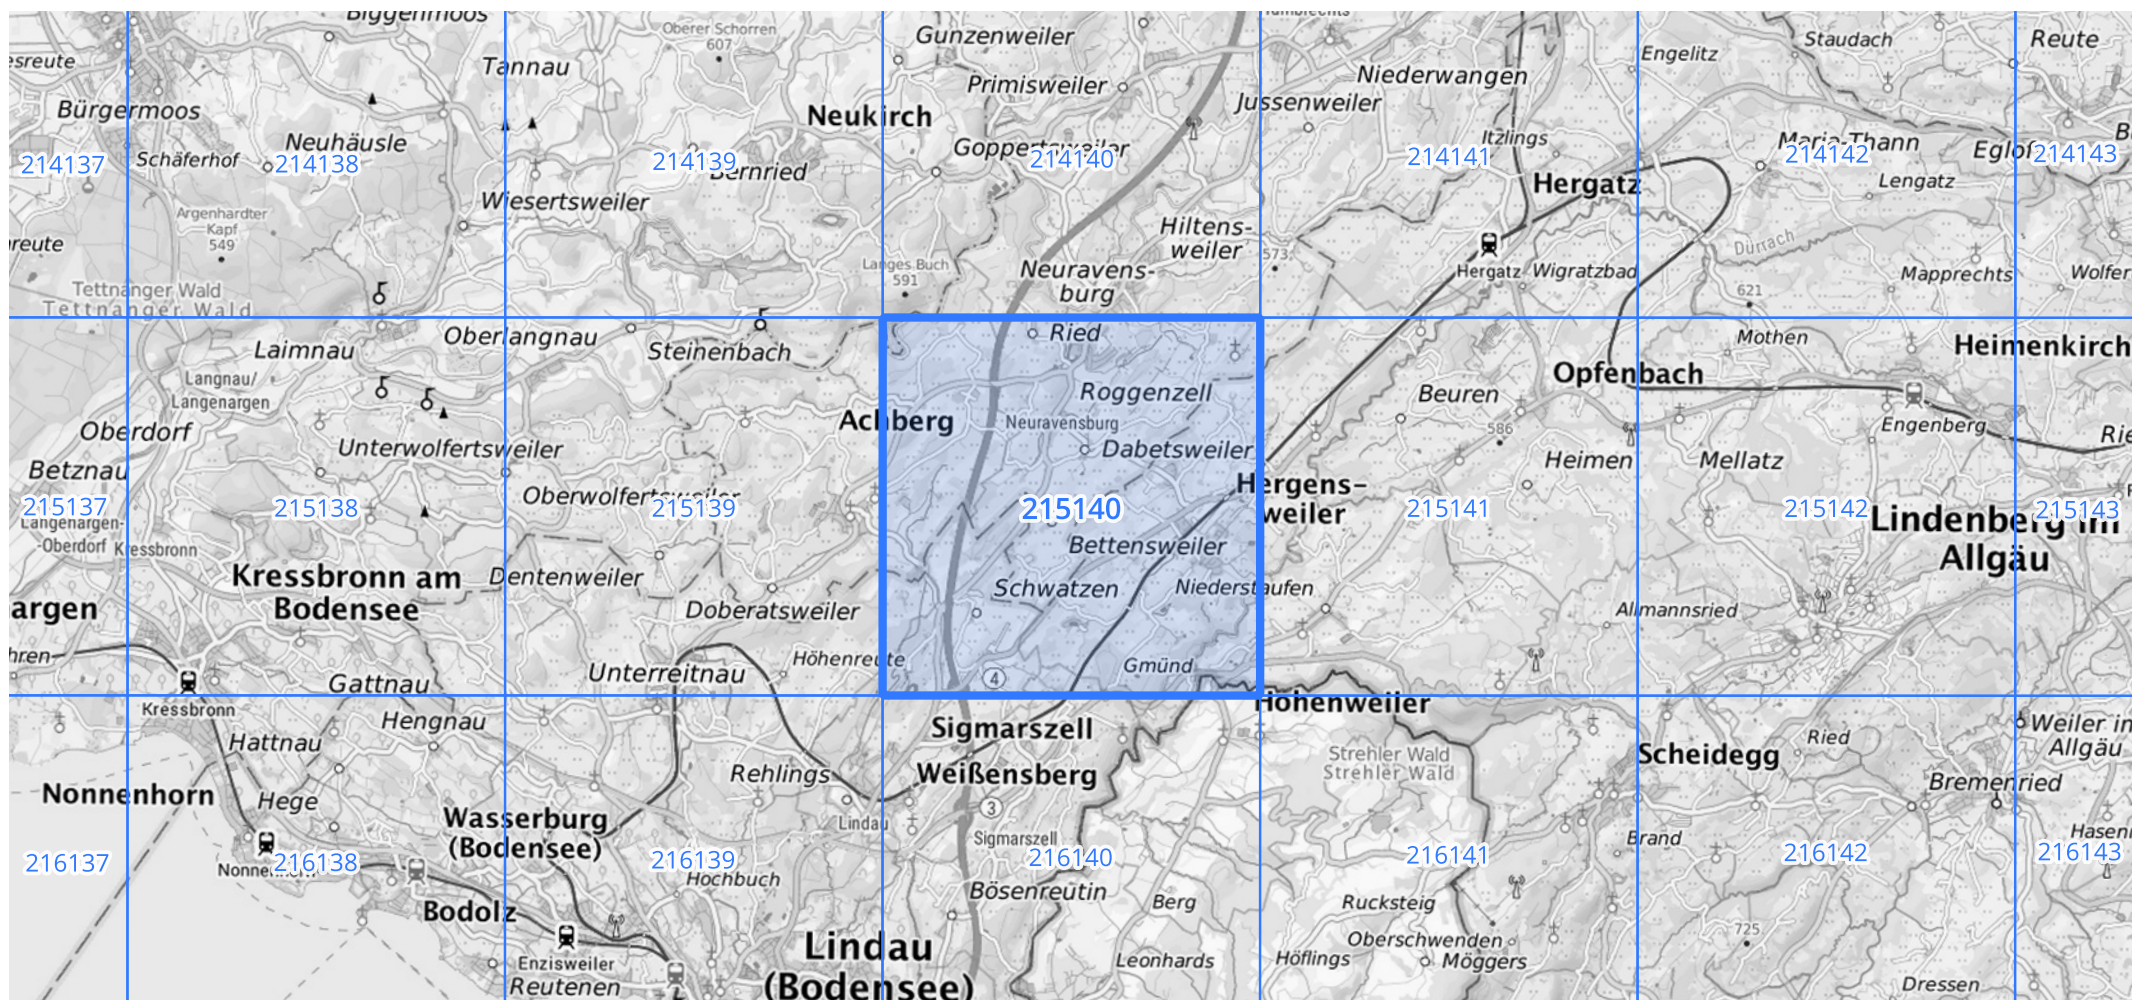 Biggenmoos
Oberer Schorren
607
Gunzenweiler
Engelitz
Staudach
Reute
esreute
Tannau
Primisweiler
Niederwangen
Jussenweiler
Bürgermoos
Neukirch
Neuhäusle
Schäferhof
Goppertsweiler
Itzlings
Maria-Thann
214137
214138
214139
214140
214141
214142
214143
Bernried
Hergatz
Lengatz
Wiesertsweiler
Argenhardter
Kapf
549
Hiltens-
weiler
573
Dürrach
nreute
Langes Buch
591
Neuravens-
burg
Hergatz
Wigratzbad
Mapprechts
Wolfer
621
Tettnanger Wald
Tettnanger Wald
Oberlangnau
Laimnau
Steinenbach
Ried
Mothen
Heimenkirch
Langnau/
Langenargen
Opfenbach
Roggenzell
Beuren
Achberg
Neuravensburg
586
Engenberg
Oberdorf
Unterwolfertsweiler
Dabetsweiler
Heimen
Mellatz
Rie
Betznau
Hergens-
weiler
Oberwolfertsweiler
215137
215138
215139
215140
215141
215142
215143
Langenargen-
-Oberdorf
Kressbronn
Lindenberg im
Allgäu
Bettensweiler
Kressbronn am
Bodensee
Dentenweiler
Schwatzen
Niederstaufen
argen
Doberatsweiler
Allmannsried
hren
Höhenreute
Gmünd
Unterreitnau
4
Gattnau
Kressbronn
Hengnau
Sigmarszell
Hohenweiler
Hattnau
Strehler Wald
Strehler Wald
Scheidegg
Ried
Weiler im
Allgäu
Rehlings
Weißensberg
Bremenried
Nonnenhorn
Hege
Wasserburg
(Bodensee)
3
Lindau
Sigmarszell
Brand
Hasen
216137
216138
216139
216140
216141
216142
216143
Nonnenhorn
Hochbuch
Bösenreutin
Berg
Rucksteig
Bodolz
Lindau
(Bodensee)
Oberschwenden
725
Enzisweiler
Reutenen
Leonhards
Höflings
Möggers
Dressen